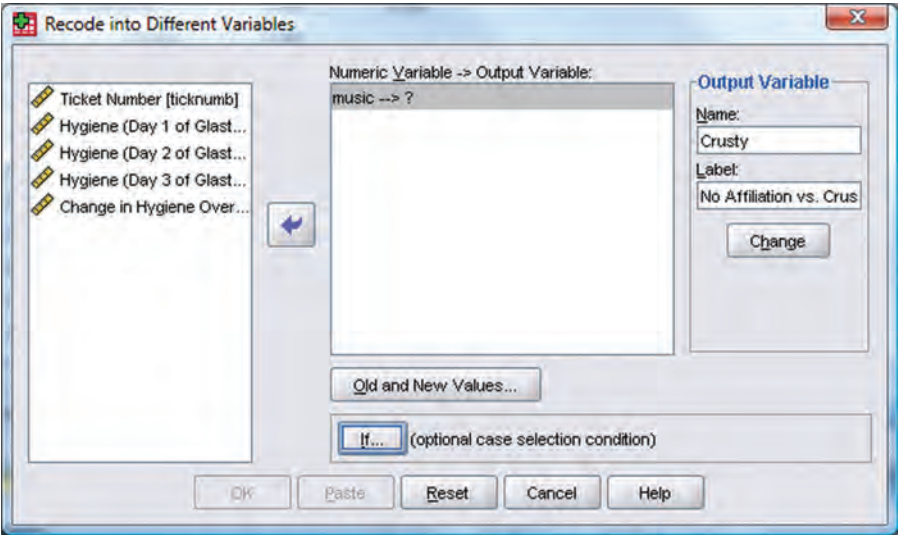 Recode into Different Variables
Ticket Number [ticknumb]
Hygiene (Day 1 of Glast...
Hygiene (Day 2 of Glast...
Hygiene (Day 3 of Glast...
Change in Hygiene Over...
Numeric Variable -> Output Variable:
music --> ?
Output Variable
Name:
Crusty
Label:
No Affiliation vs. Crus
Change
Old and New Values...
If... (optional case selection condition)
OK Paste Reset Cancel Help